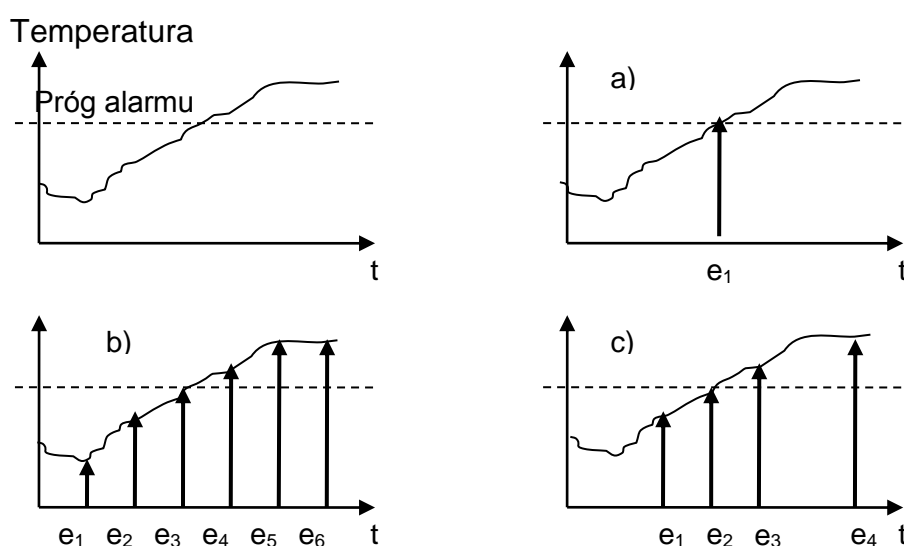 Temperatura
Próg alarmu
t
a)
e₁
t
b)
e₁ e₂ e₃ e₄ e₅ e₆ t
c)
e₁ e₂ e₃ e₄ t